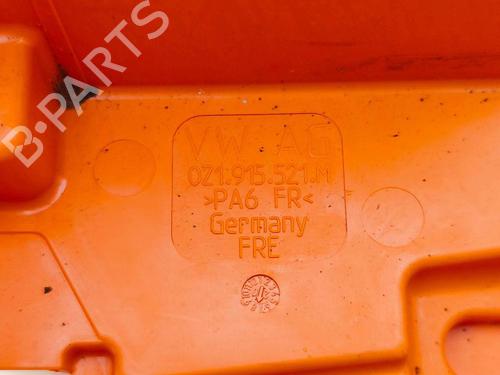 B-PARTS
VW AG
0Z1.915.521.M
>PA6 FR<
Germany
FRE